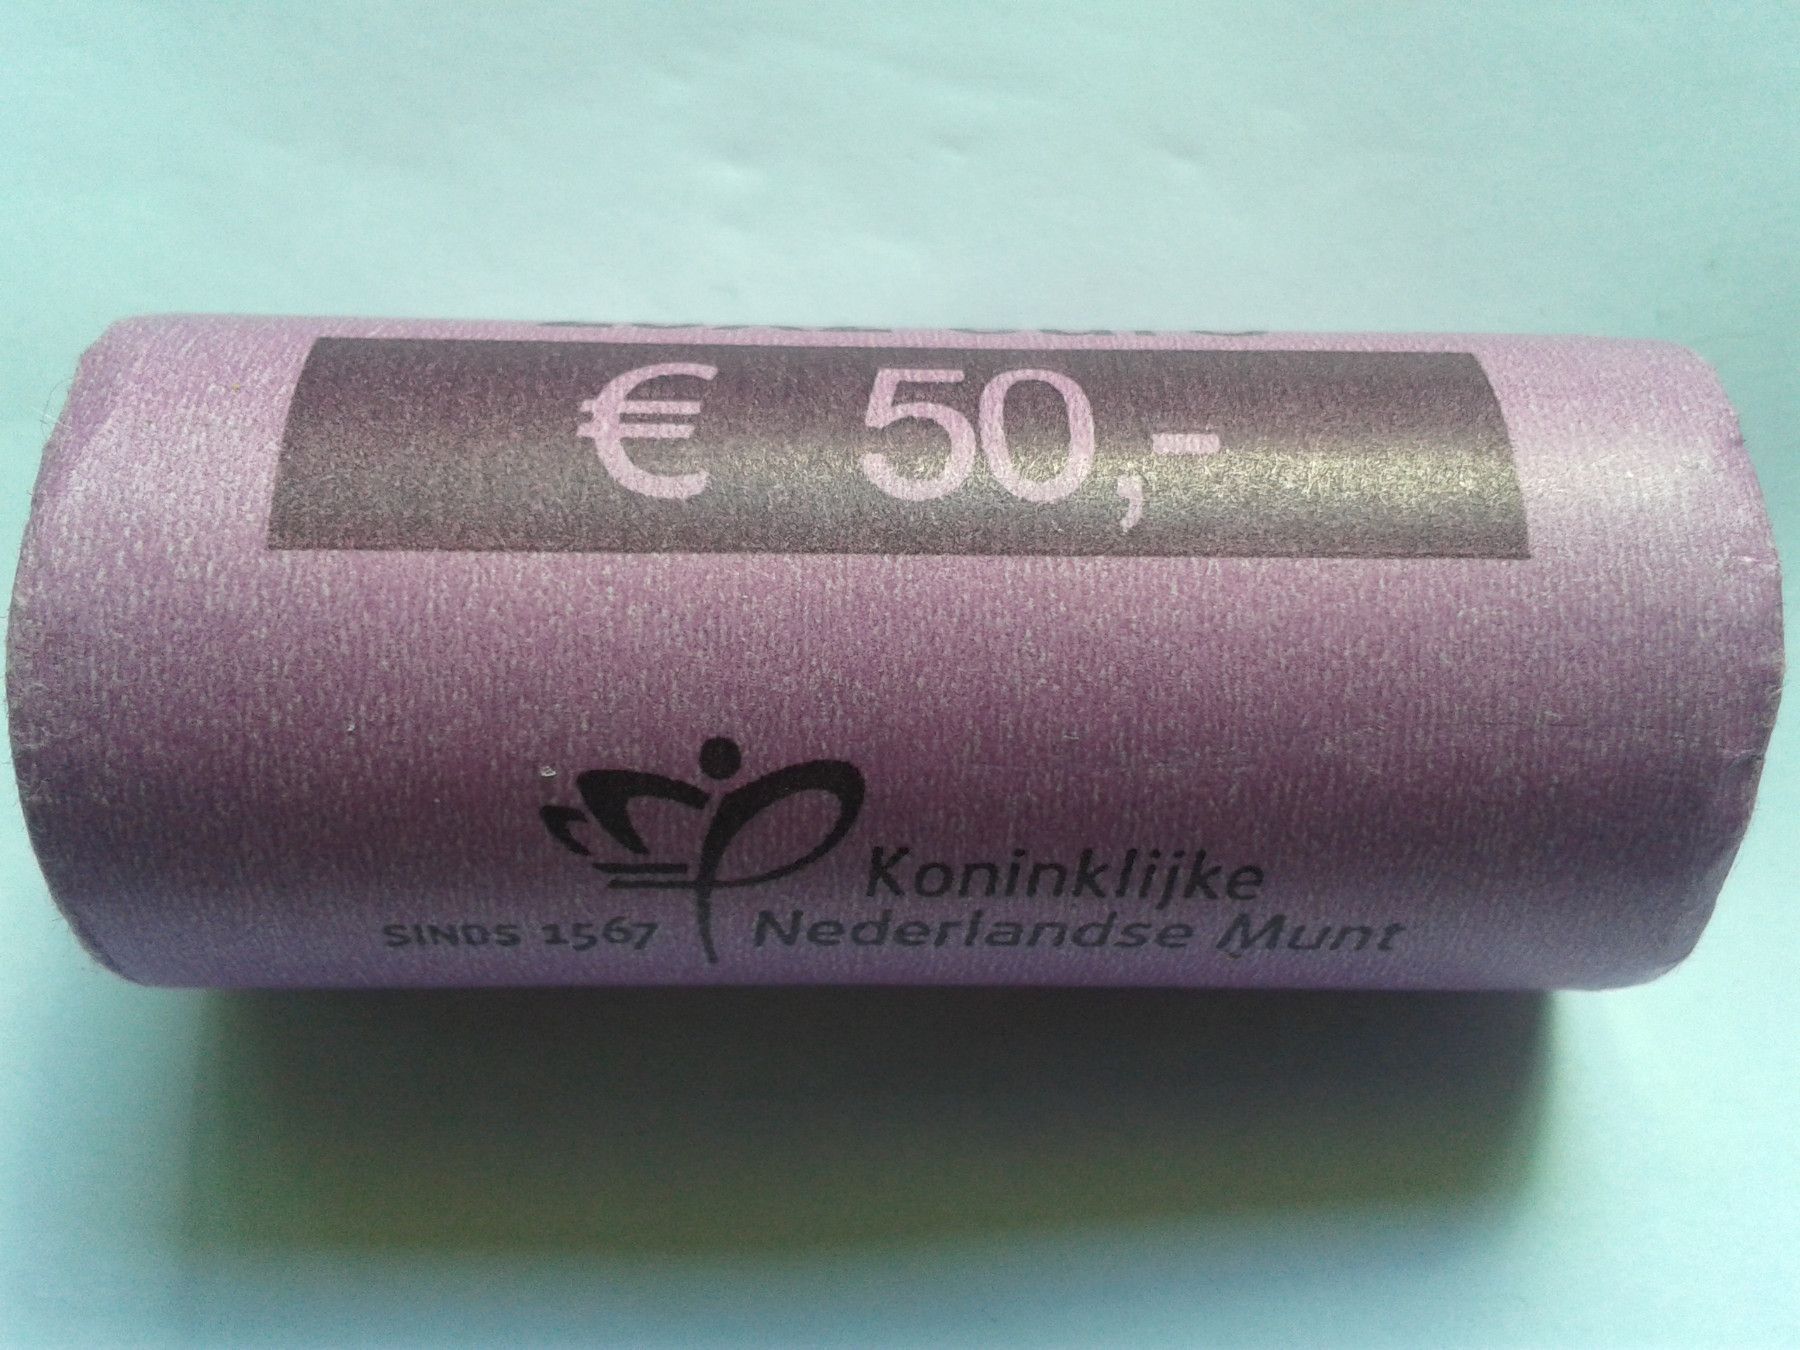 € 50,-
Koninklijke
SINDS 1567 Nederlandse Munt